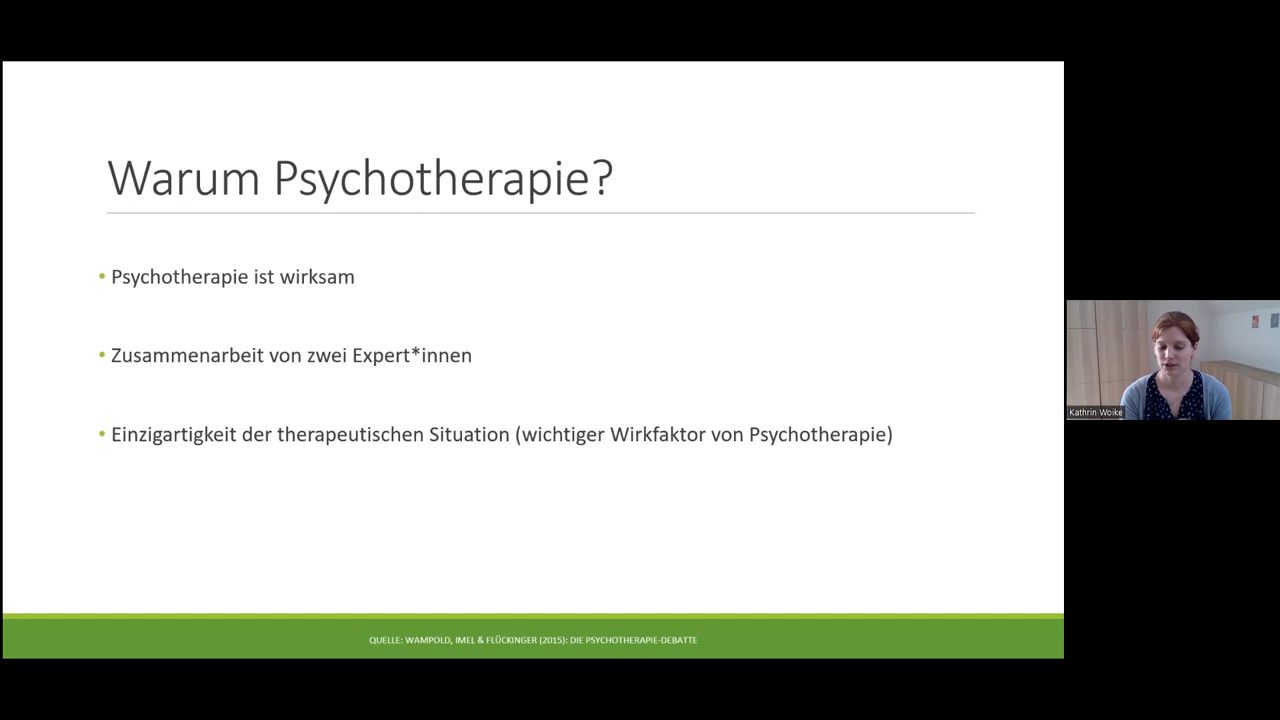 Warum Psychotherapie?
• Psychotherapie ist wirksam
• Zusammenarbeit von zwei Expert*innen
• Einzigartigkeit der therapeutischen Situation (wichtiger Wirkfaktor von Psychotherapie)
Kathrin Woike
QUELLE: WAMPOLD, IMEL & FLÜCKINGER (2015): DIE PSYCHOTHERAPIE-DEBATTE